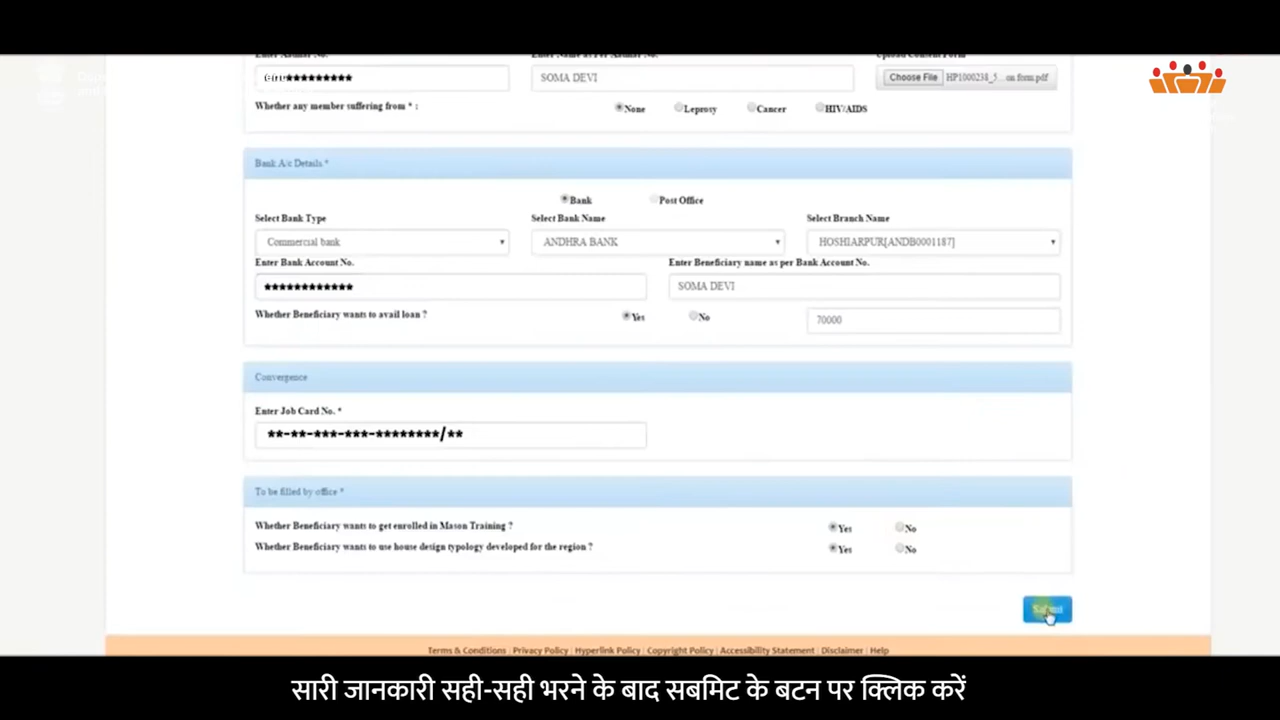 **********
SOMA DEVI
Choose File HP1000238_5... on form.pdf
Whether any member suffering from * :
None Leprosy Cancer HIV/AIDS
Bank A/c Details *
Bank Post Office
Select Bank Type Select Bank Name Select Branch Name
Commercial bank ANDHRA BANK HOSHIARPUR[ANDB0001187]
Enter Bank Account No. Enter Beneficiary name as per Bank Account No.
************ SOMA DEVI
Whether Beneficiary wants to avail loan ? Yes No 70000
Convergence
Enter Job Card No. *
**-**-***-***-********/**
To be filled by office *
Whether Beneficiary wants to get enrolled in Mason Training ? Yes No
Whether Beneficiary wants to use house design typology developed for the region ? Yes No
Submit
Terms & Conditions | Privacy Policy | Hyperlink Policy | Copyright Policy | Accessibility Statement | Disclaimer | Help
सारी जानकारी सही-सही भरने के बाद सबमिट के बटन पर क्लिक करें